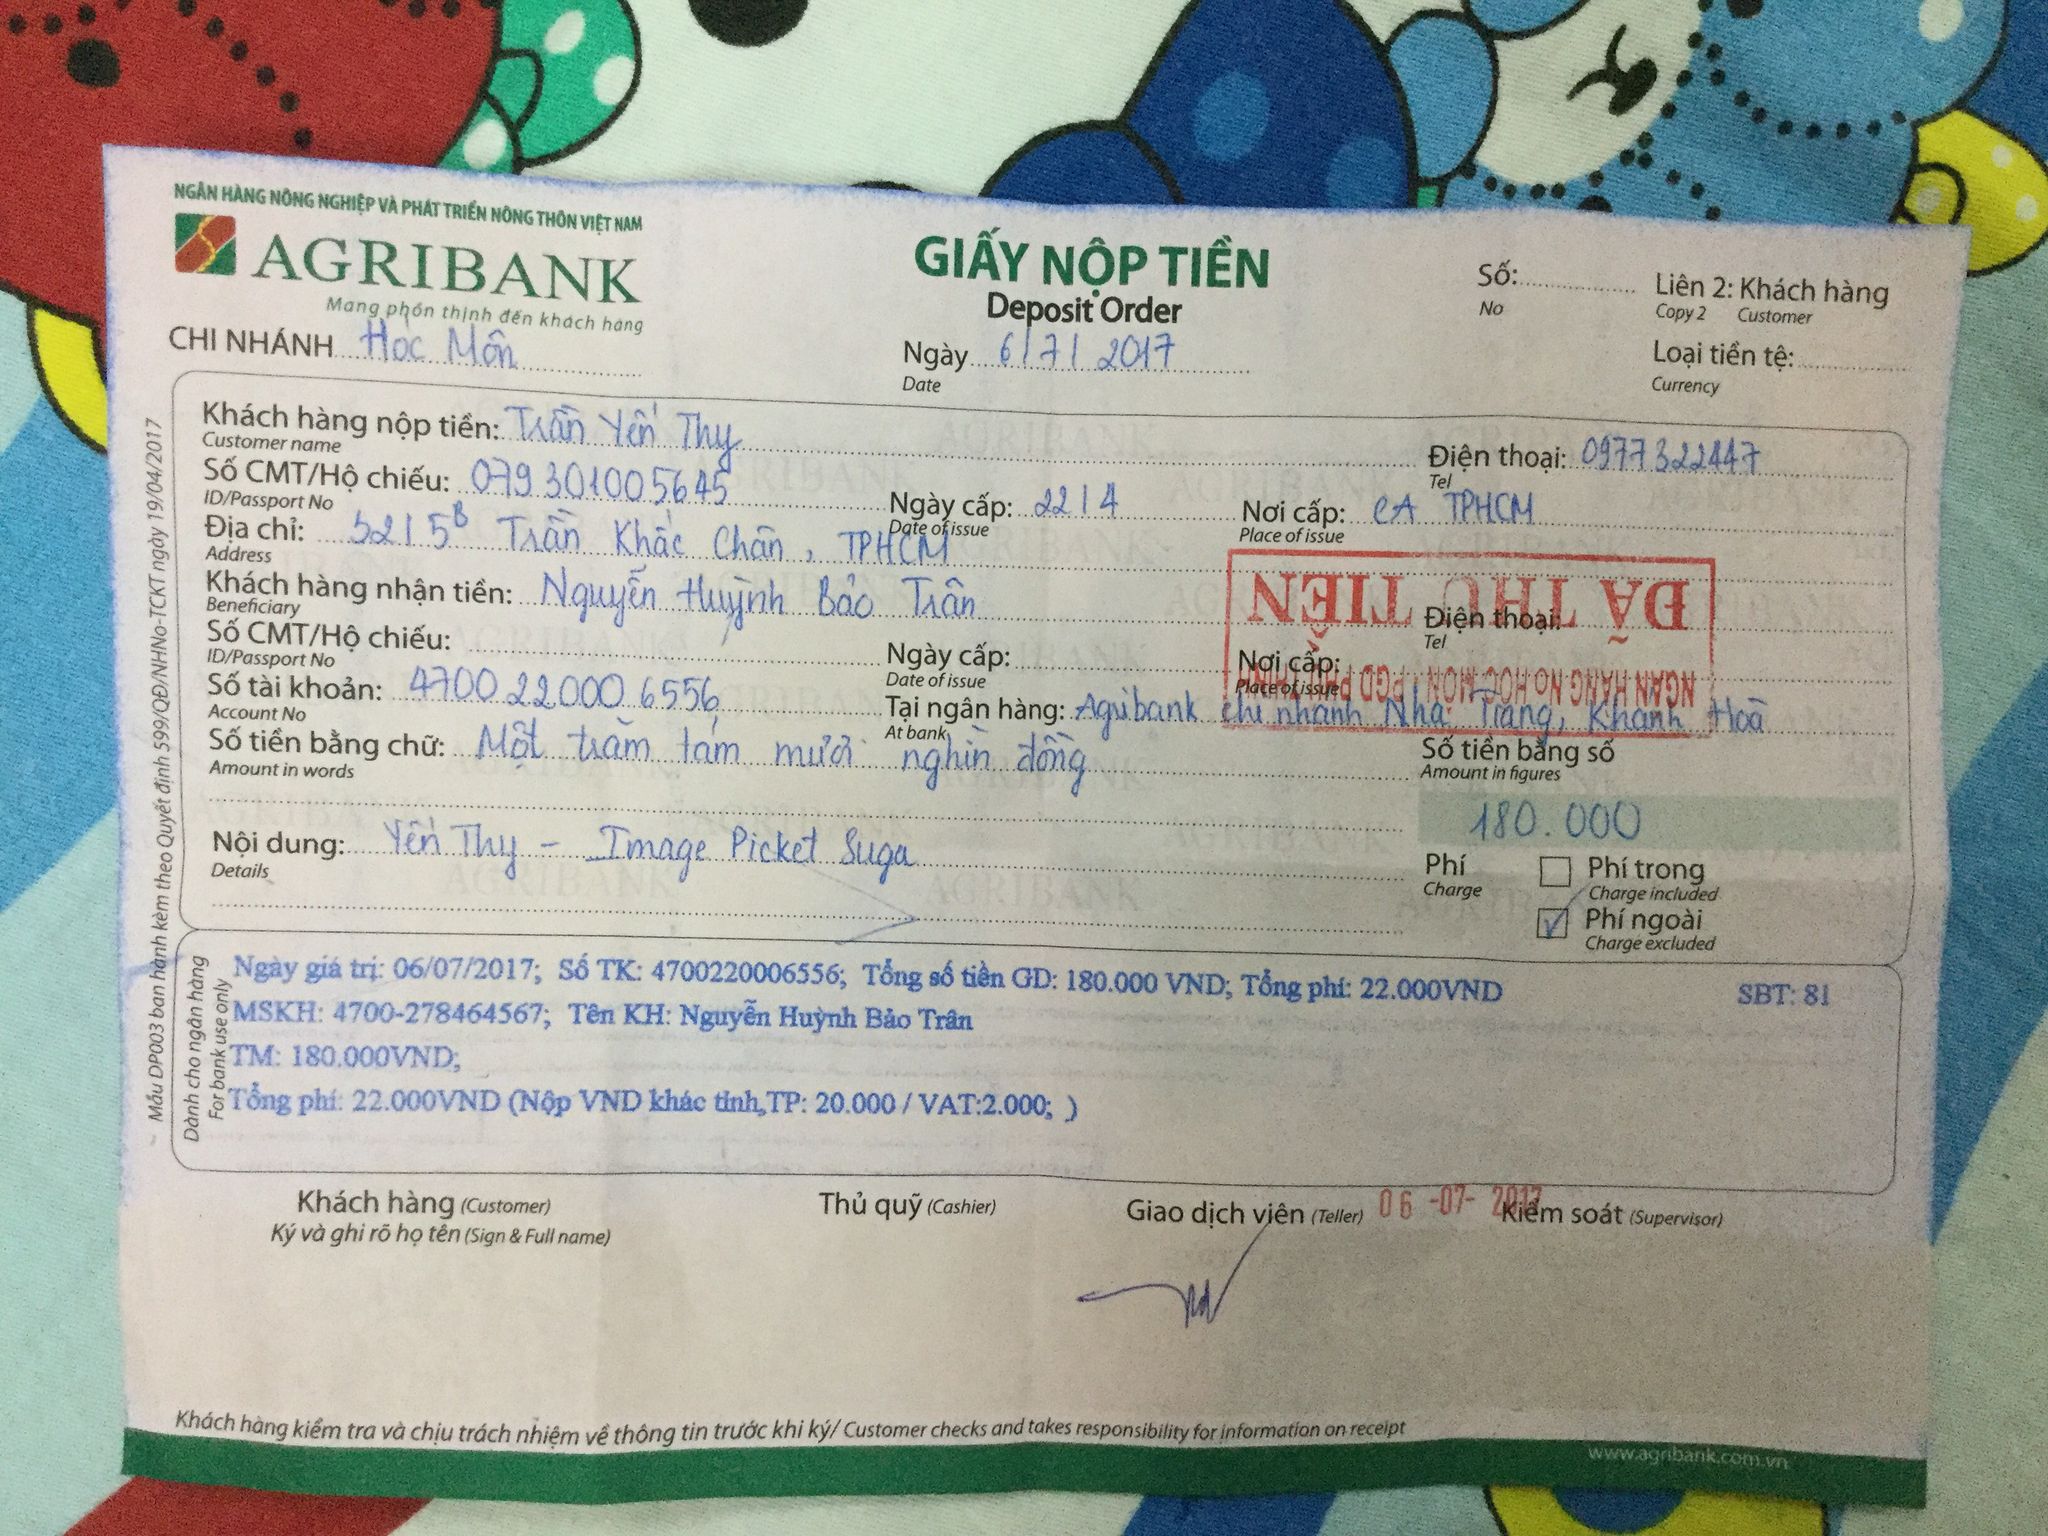 NGÂN HÀNG NÔNG NGHIỆP VÀ PHÁT TRIỂN NÔNG THÔN VIỆT NAM
AGRIBANK
Mang phồn thịnh đến khách hàng
CHI NHÁNH Hóc Môn
GIẤY NỘP TIỀN
Deposit Order
Ngày 6/7/2017
Date
Số:
No
Liên 2: Khách hàng
Copy 2 Customer
Loại tiền tệ:
Currency
Mẫu DP003 ban hành kèm theo Quyết định 599/QĐ/NHNo-TCKT ngày 19/04/2017
Khách hàng nộp tiền: Trần Yến Thy
Customer name
Điện thoại: 0977322447
Tel
Số CMT/Hộ chiếu: 079301005645
ID/Passport No
Ngày cấp: 22/4
Date of issue
Nơi cấp: CA TPHCM
Place of issue
Địa chỉ: 52/5B Trần Khắc Chân, TPHCM
Address
Khách hàng nhận tiền: Nguyễn Huỳnh Bảo Trân
Beneficiary
Điện thoại:
Tel
ĐÃ THU TIỀN
NGÂN HÀNG No HÓC MÔN - PGD
Số CMT/Hộ chiếu:
ID/Passport No
Ngày cấp:
Date of issue
Nơi cấp:
Place of issue
Số tài khoản: 4700220006556
Account No
Tại ngân hàng: Agribank chi nhánh Nha Trang, Khánh Hoà
At bank
Số tiền bằng chữ: Một trăm tám mươi nghìn đồng
Amount in words
Số tiền bằng số
Amount in figures
180.000
Nội dung: Yến Thy - Image Picket Suga
Details
Phí
Charge
Phí trong
Charge included
Phí ngoài
Charge excluded
Dành cho ngân hàng
For bank use only
Ngày giá trị: 06/07/2017; Số TK: 4700220006556; Tổng số tiền GD: 180.000 VND; Tổng phí: 22.000VND SBT: 81
MSKH: 4700-278464567; Tên KH: Nguyễn Huỳnh Bảo Trân
TM: 180.000VND;
Tổng phí: 22.000VND (Nộp VND khác tỉnh,TP: 20.000 / VAT:2.000; )
Khách hàng (Customer)
Ký và ghi rõ họ tên (Sign & Full name)
Thủ quỹ (Cashier)
Giao dịch viên (Teller)
06 -07- 2017
Kiểm soát (Supervisor)
Khách hàng kiểm tra và chịu trách nhiệm về thông tin trước khi ký/ Customer checks and takes responsibility for information on receipt
www.agribank.com.vn